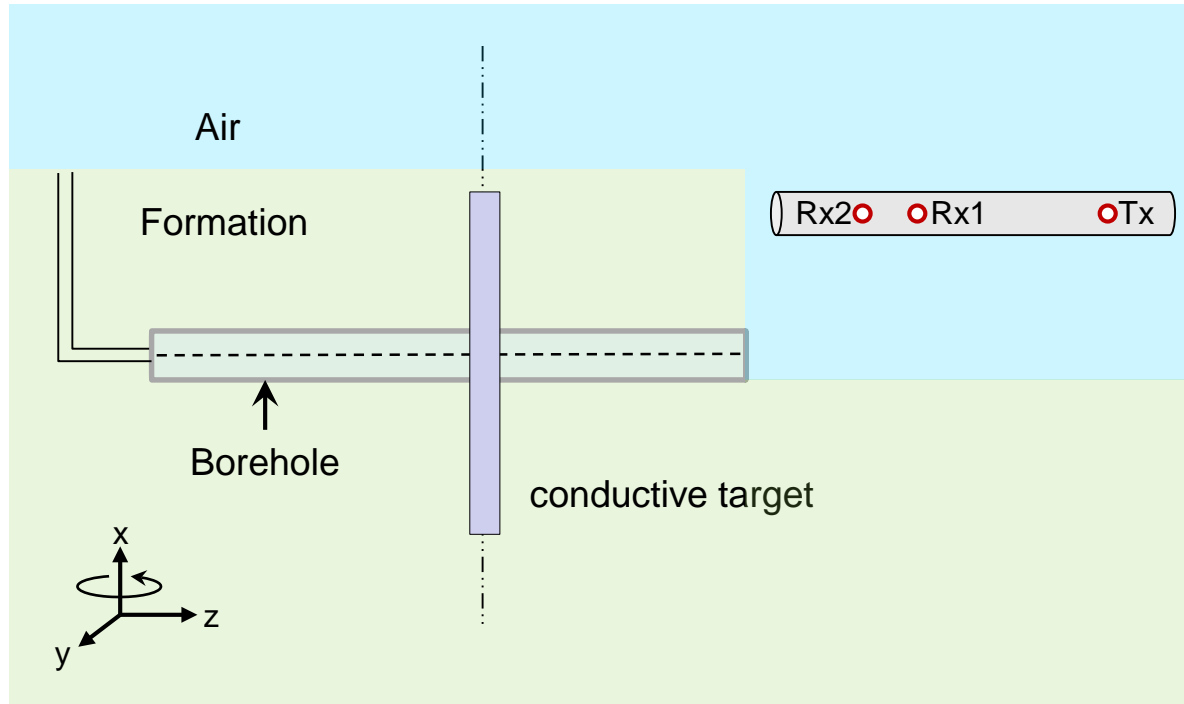 Air
Formation
Rx2 Rx1 Tx
Borehole
conductive target
x
z
y